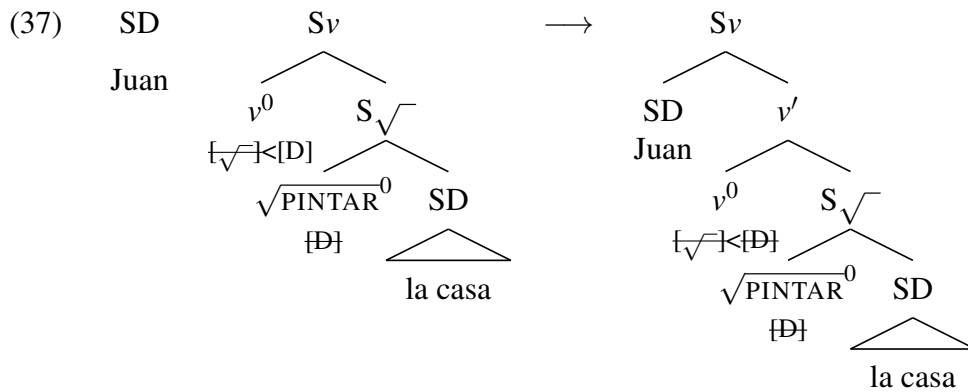 (37) SD Sv ⟶ Sv
Juan
v⁰ S√ SD v′
[√]<[D] Juan
√PINTAR⁰ SD v⁰ S√
[D] [√]<[D]
la casa √PINTAR⁰ SD
[D]
la casa